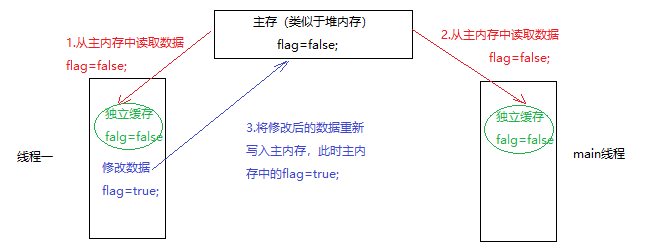 主存（类似于堆内存）
flag=false;
1.从主内存中读取数据
flag=false;
2.从主内存中读取数据
flag=false;
独立缓存
falg=false
修改数据
flag=true;
线程一
3.将修改后的数据重新
写入主内存，此时主内
存中的flag=true;
独立缓存
falg=false
main线程